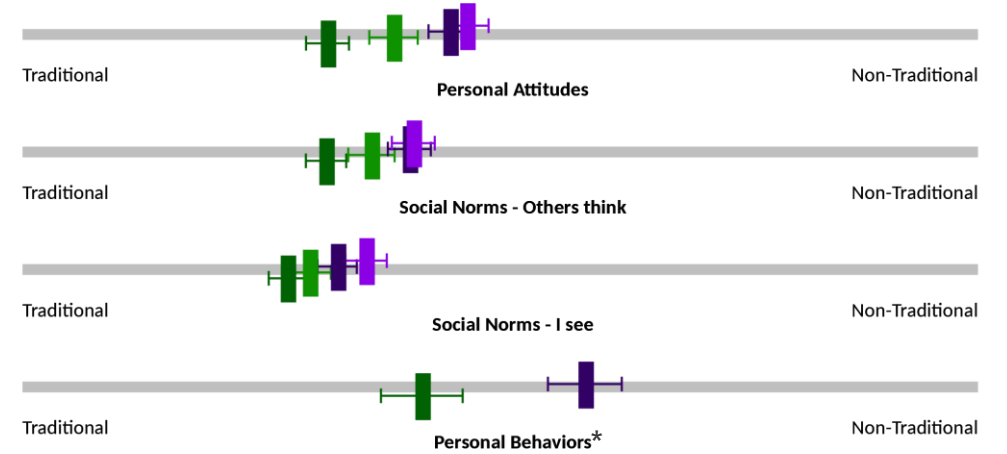 Traditional Non-Traditional
Personal Attitudes
Traditional Non-Traditional
Social Norms - Others think
Traditional Non-Traditional
Social Norms - I see
Traditional Non-Traditional
Personal Behaviors*